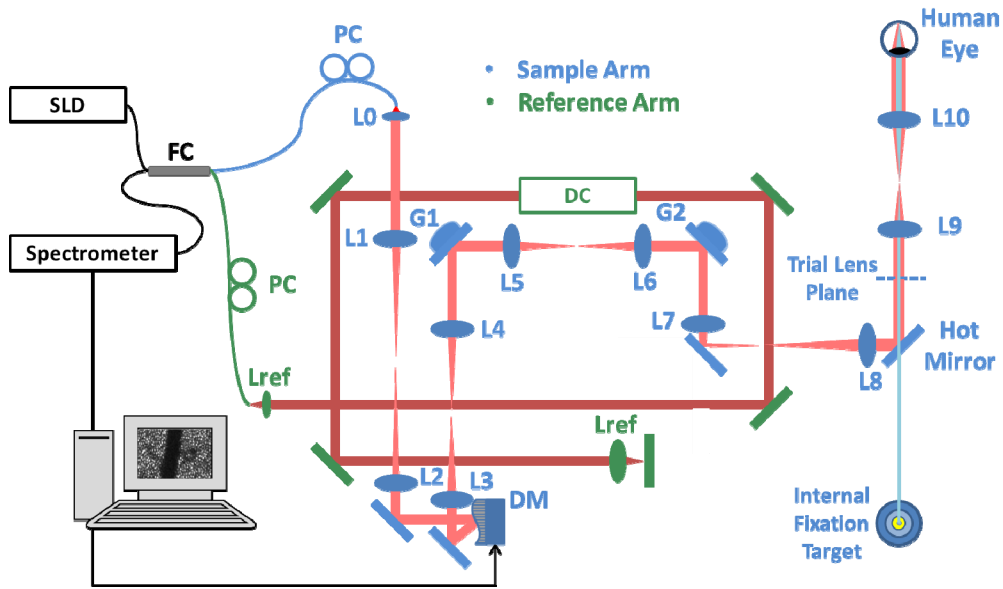 PC
Human
Eye
Sample Arm
Reference Arm
SLD
L0
L10
FC
DC
G1
G2
L9
L1
Spectrometer
L5
L6
Trial Lens
Plane
PC
L4
L7
Hot
Mirror
L8
Lref
Lref
L2
L3
DM
Internal
Fixation
Target